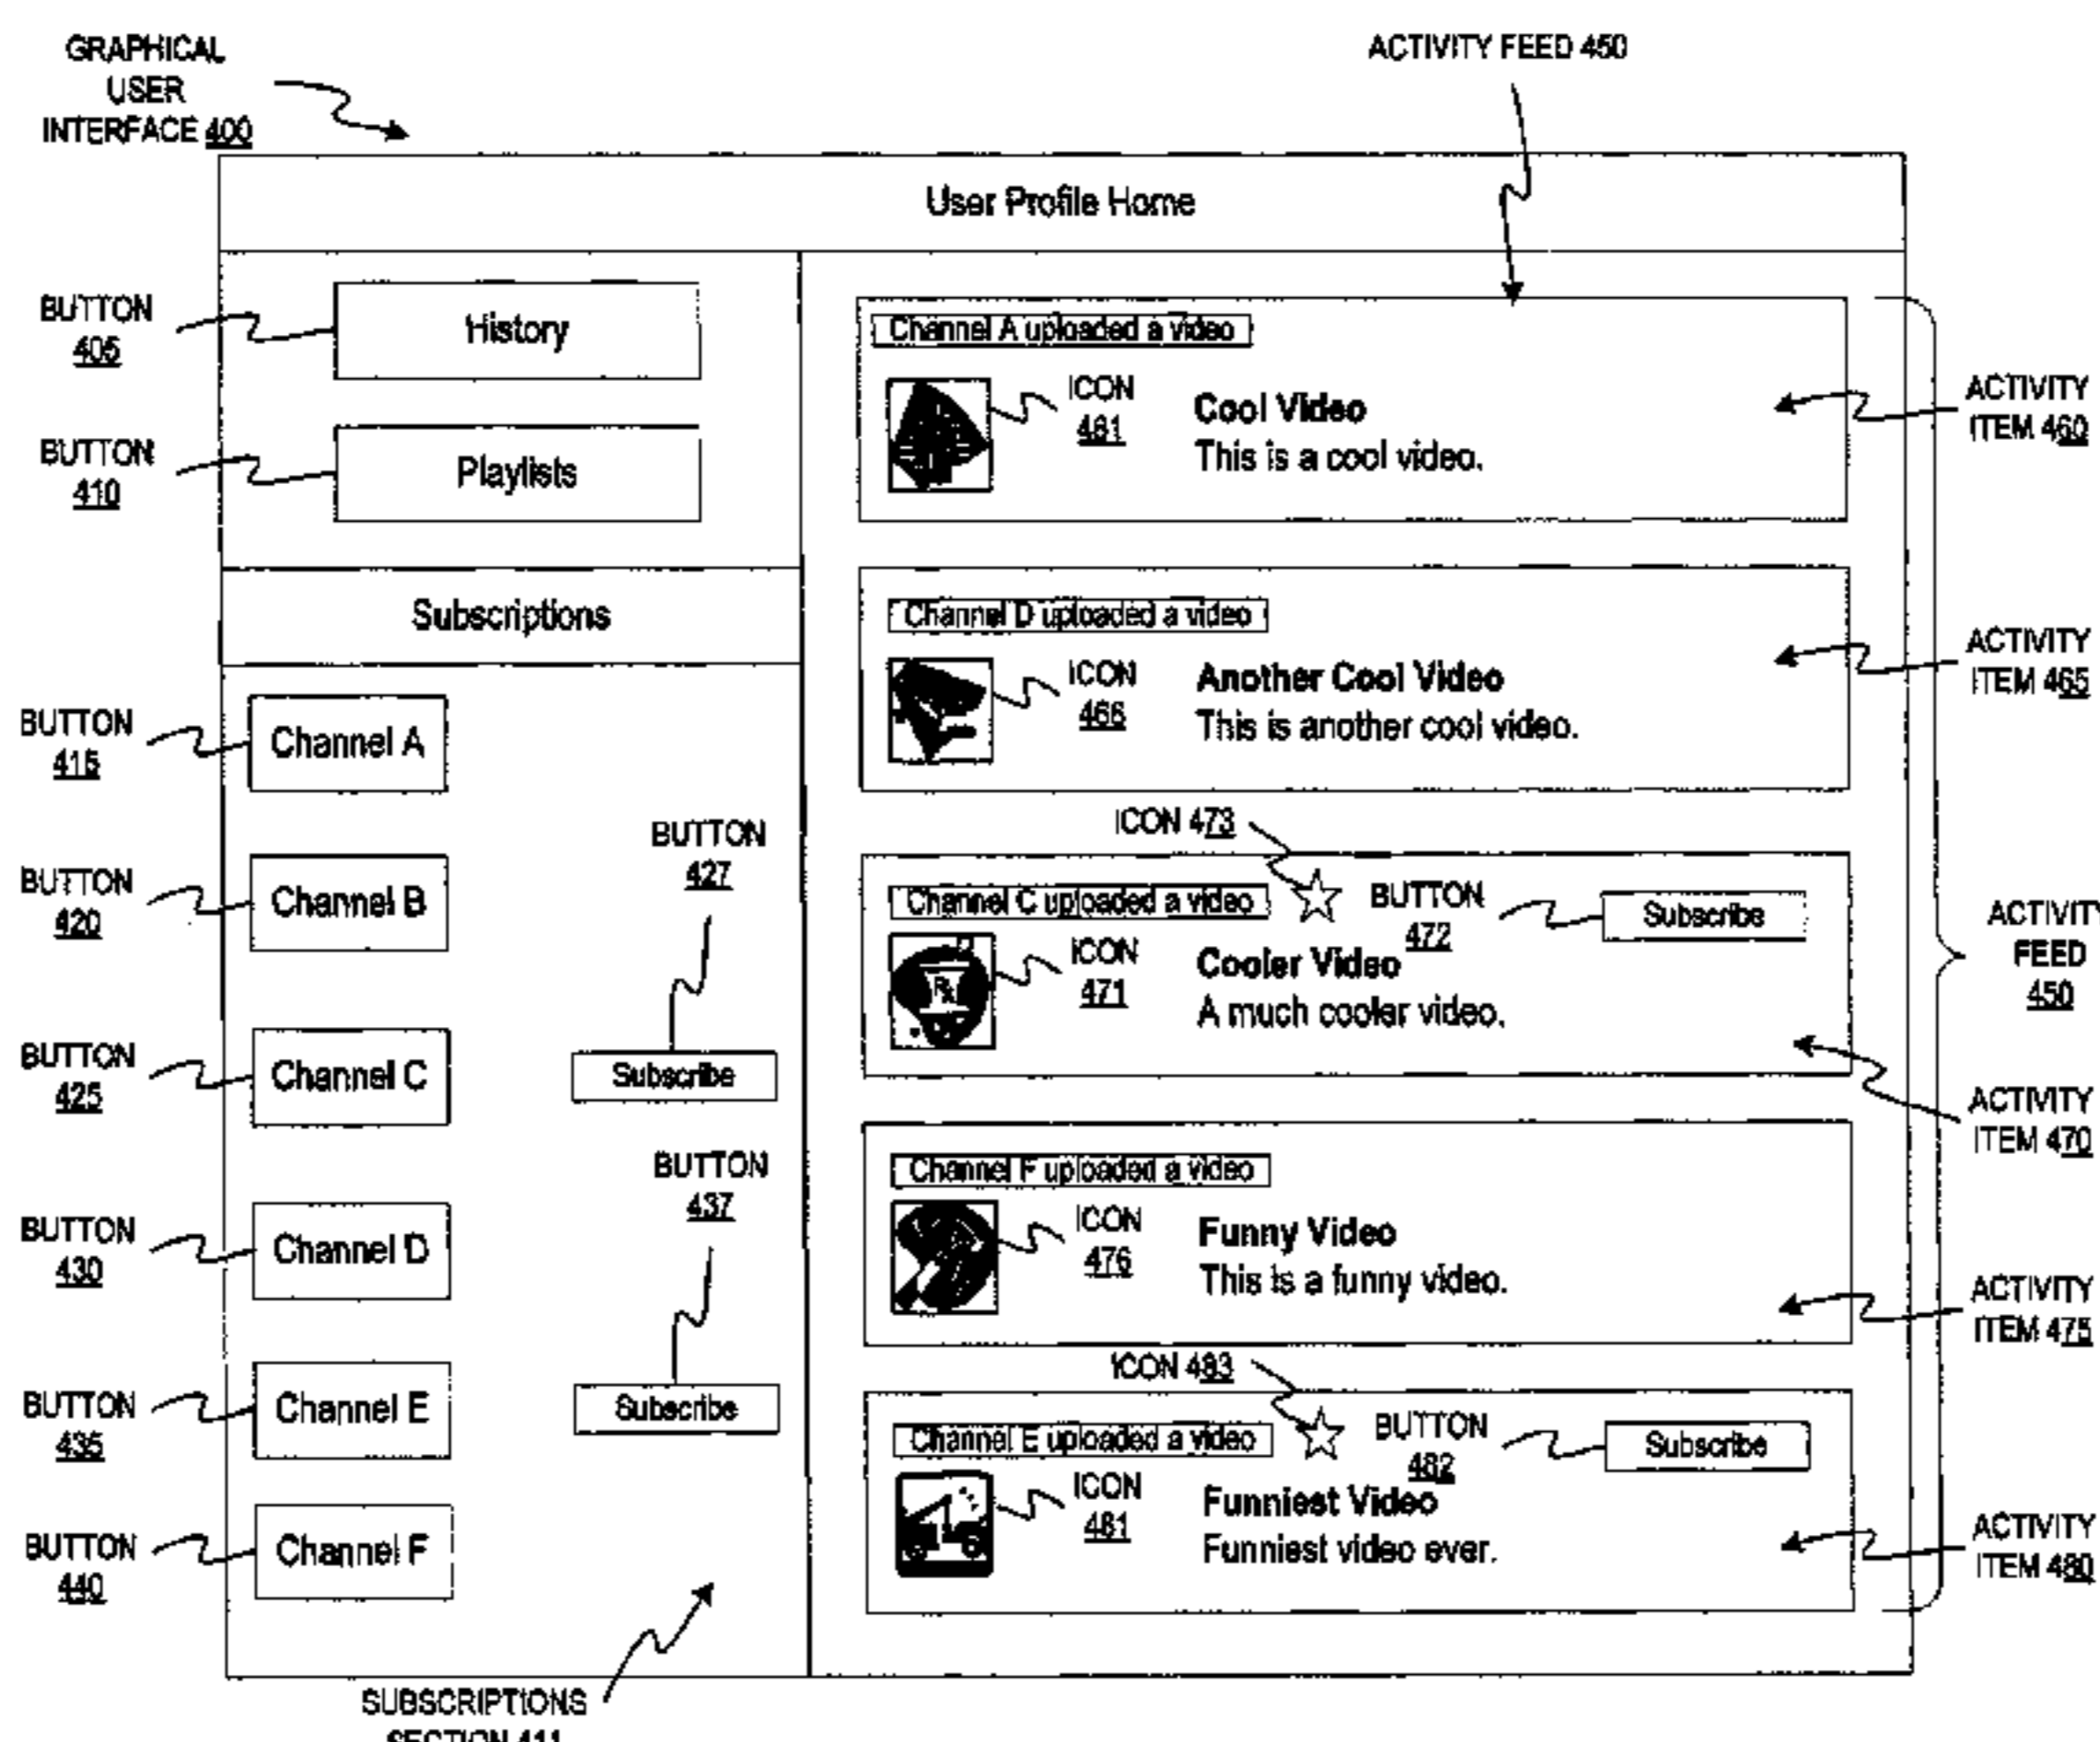 GRAPHICAL
USER
INTERFACE 400
ACTIVITY FEED 450
User Profile Home
BUTTON
405
History
BUTTON
410
Playlists
Subscriptions
BUTTON
415
Channel A
BUTTON
420
Channel B
BUTTON
427
BUTTON
425
Channel C
Subscribe
BUTTON
437
BUTTON
430
Channel D
BUTTON
435
Channel E
Subscribe
BUTTON
440
Channel F
SUBSCRIPTIONS
SECTION 411
Channel A uploaded a video
ICON
461
Cool Video
This is a cool video.
ACTIVITY
ITEM 460
Channel D uploaded a video
ICON
466
Another Cool Video
This is another cool video.
ACTIVITY
ITEM 465
ICON 473
Channel C uploaded a video
BUTTON
472
Subscribe
ICON
471
Cooler Video
A much cooler video.
ACTIVITY
FEED
450
ACTIVITY
ITEM 470
Channel F uploaded a video
ICON
476
Funny Video
This is a funny video.
ACTIVITY
ITEM 475
ICON 483
Channel E uploaded a video
BUTTON
482
Subscribe
ICON
481
Funniest Video
Funniest video ever.
ACTIVITY
ITEM 480